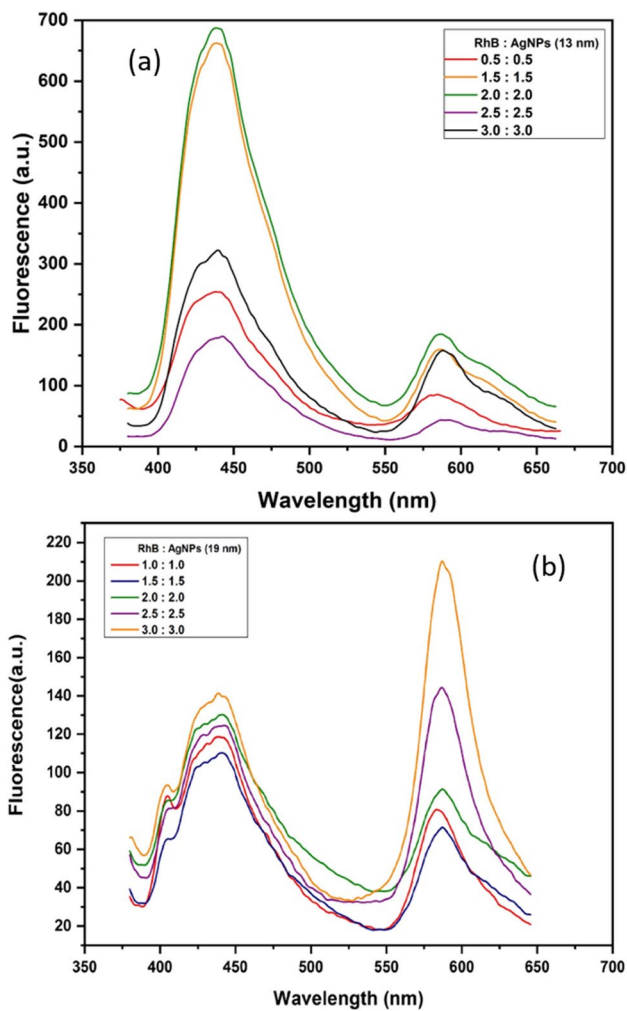 (a)
RhB : AgNPs (13 nm)
0.5 : 0.5
1.5 : 1.5
2.0 : 2.0
2.5 : 2.5
3.0 : 3.0
Fluorescence (a.u.)
700
600
500
400
300
200
100
0
350 400 450 500 550 600 650 700
Wavelength (nm)
(b)
RhB : AgNPs (19 nm)
1.0 : 1.0
1.5 : 1.5
2.0 : 2.0
2.5 : 2.5
3.0 : 3.0
Fluorescence(a.u.)
220
200
180
160
140
120
100
80
60
40
20
350 400 450 500 550 600 650 700
Wavelength (nm)